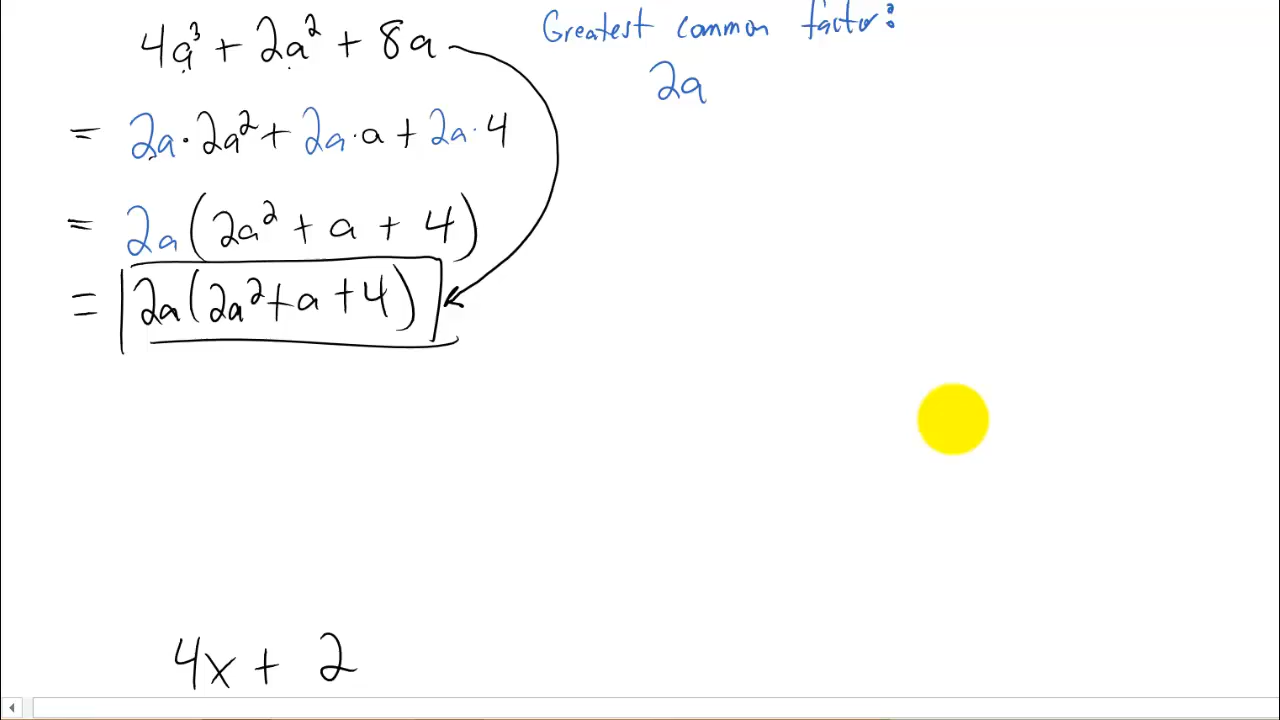 4a³ + 2a² + 8a
Greatest common factor:
2a
= 2a · 2a² + 2a · a + 2a · 4
= 2a(2a² + a + 4)
= 2a(2a² + a + 4)
4x + 2